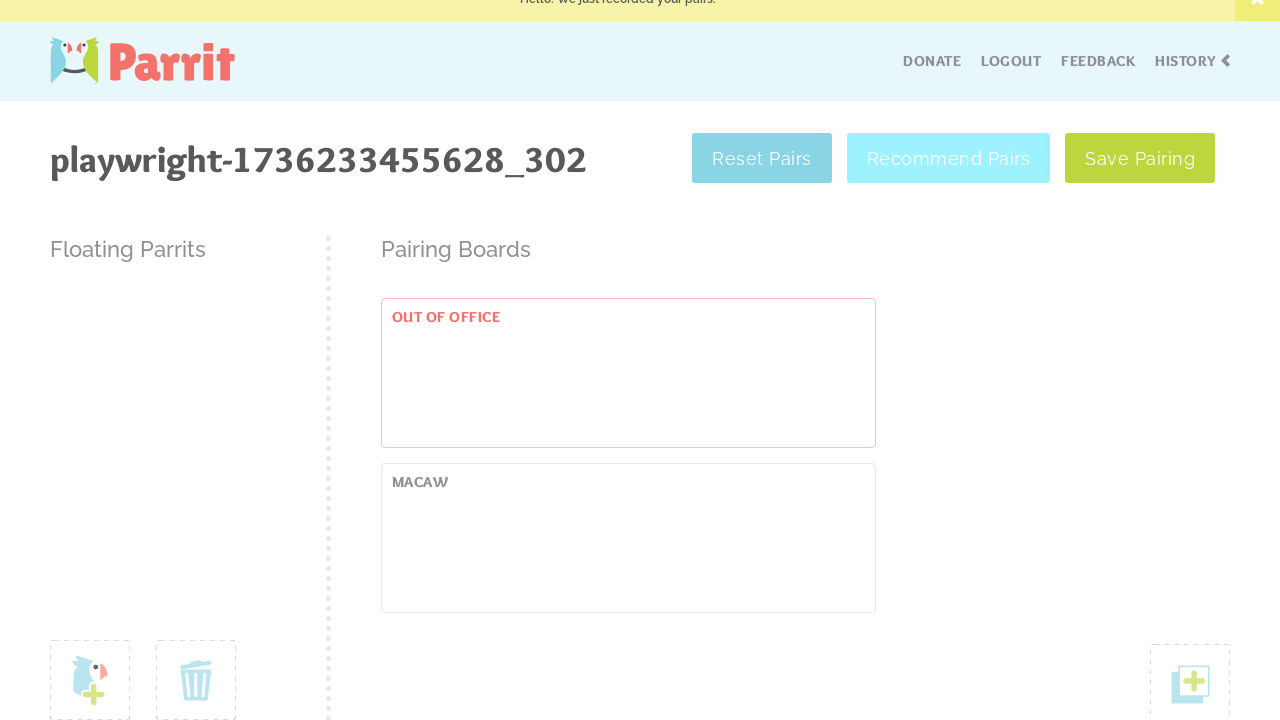 Hello. We just recorded your pairs.
Parrit
DONATE LOGOUT FEEDBACK HISTORY
playwright-1736233455628_302
Reset Pairs
Recommend Pairs
Save Pairing
Floating Parrits
Pairing Boards
OUT OF OFFICE
MACAW